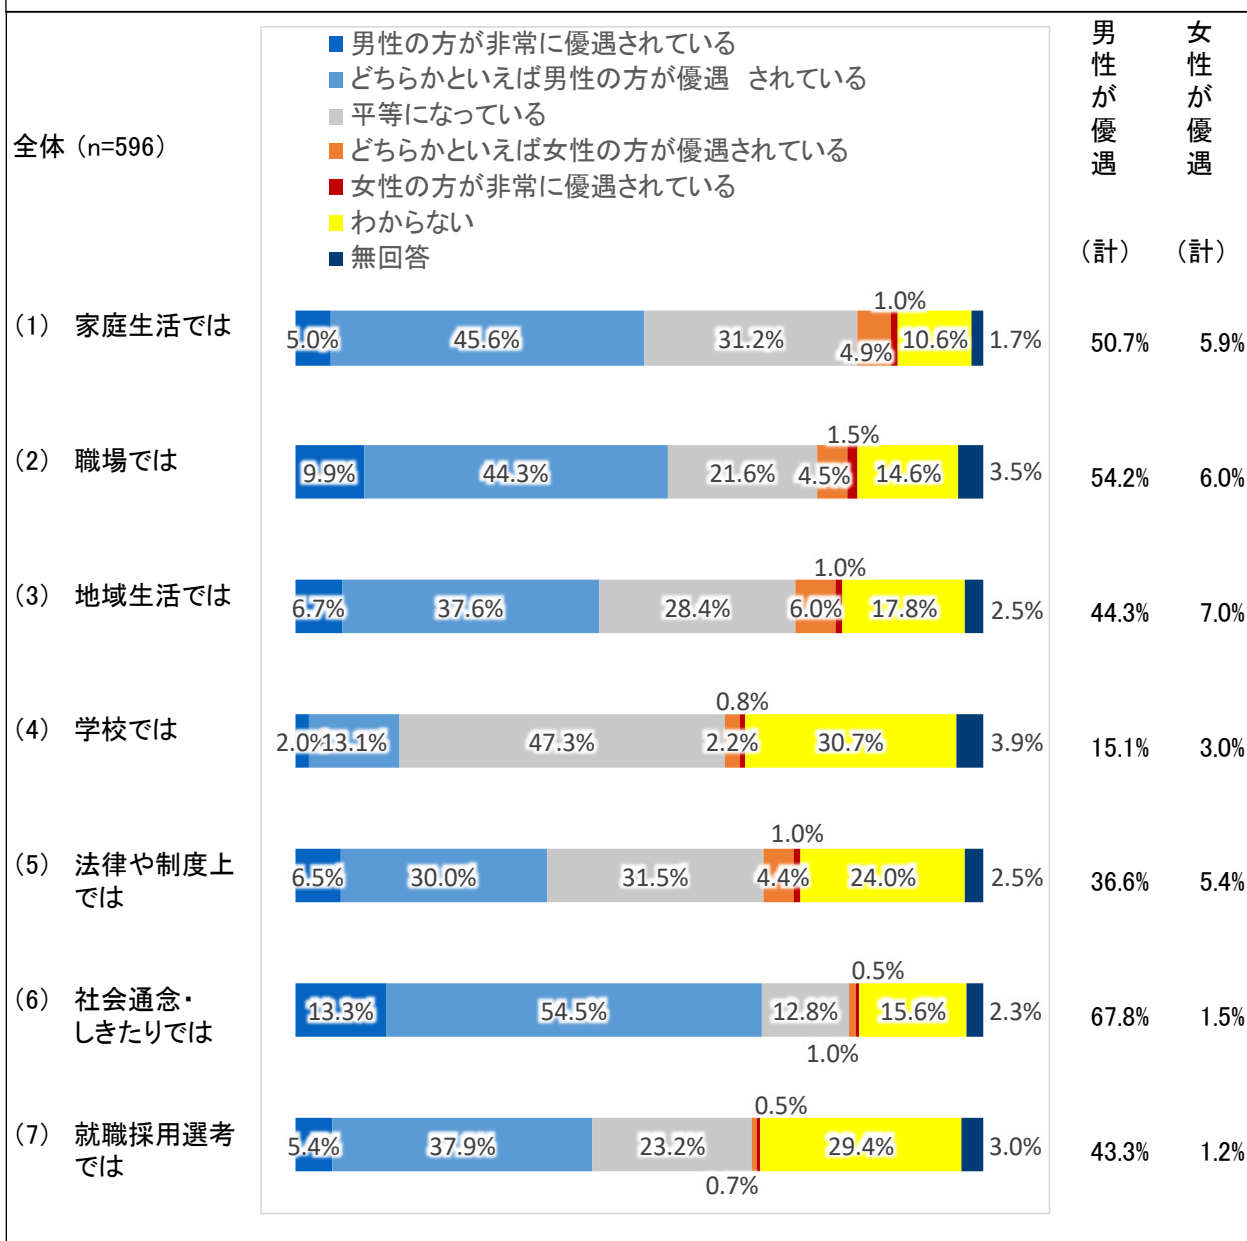 男性が優遇
女性が優遇
男性の方が非常に優遇されている
どちらかといえば男性の方が優遇 されている
平等になっている
全体（n=596）
どちらかといえば女性の方が優遇されている
女性の方が非常に優遇されている
わからない
無回答
（計）
（計）
1.0%
（1） 家庭生活では
5.0% 45.6% 31.2% 4.9% 10.6% 1.7% 50.7% 5.9%
1.5%
（2） 職場では
9.9% 44.3% 21.6% 4.5% 14.6% 3.5% 54.2% 6.0%
1.0%
（3） 地域生活では
6.7% 37.6% 28.4% 6.0% 17.8% 2.5% 44.3% 7.0%
0.8%
（4） 学校では
2.0% 13.1% 47.3% 2.2% 30.7% 3.9% 15.1% 3.0%
1.0%
（5） 法律や制度上
では
6.5% 30.0% 31.5% 4.4% 24.0% 2.5% 36.6% 5.4%
0.5%
（6） 社会通念・
しきたりでは
13.3% 54.5% 12.8% 15.6% 2.3% 67.8% 1.5%
1.0%
0.5%
（7） 就職採用選考
では
5.4% 37.9% 23.2% 29.4% 3.0% 43.3% 1.2%
0.7%